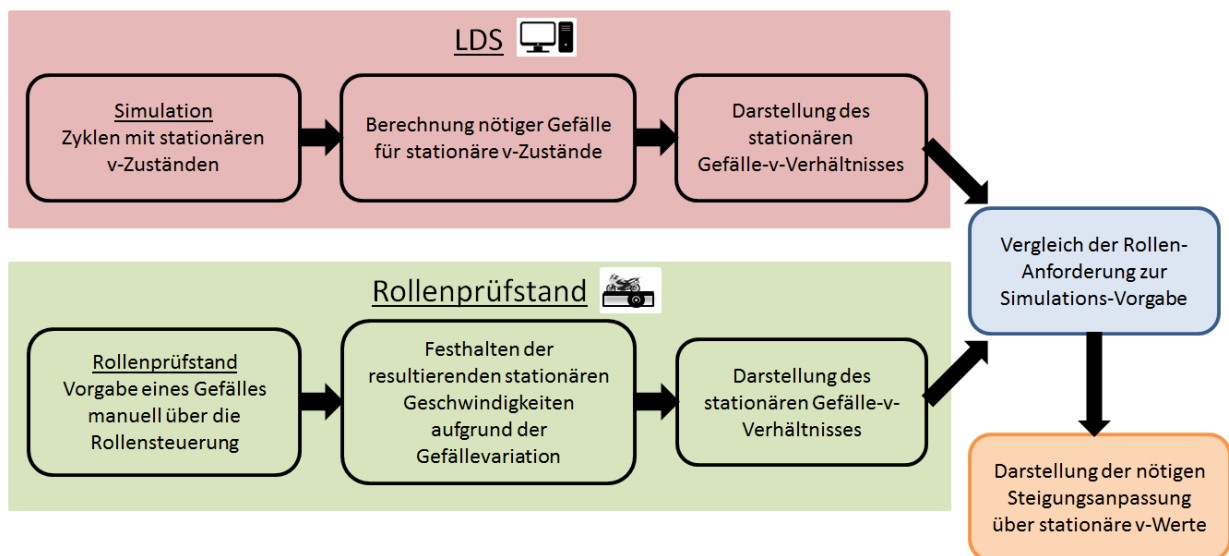 LDS
Simulation
Zyklen mit stationären
v-Zuständen
Berechnung nötiger Gefälle
für stationäre v-Zustände
Darstellung des
stationären
Gefälle-v-Verhältnisses
Rollenprüfstand
Rollenprüfstand
Vorgabe eines Gefälles
manuell über die
Rollensteuerung
Festhalten der
resultierenden stationären
Geschwindigkeiten
aufgrund der
Gefällevariation
Darstellung des
stationären Gefälle-v-
Verhältnisses
Vergleich der Rollen-
Anforderung zur
Simulations-Vorgabe
Darstellung der nötigen
Steigungsanpassung
über stationäre v-Werte